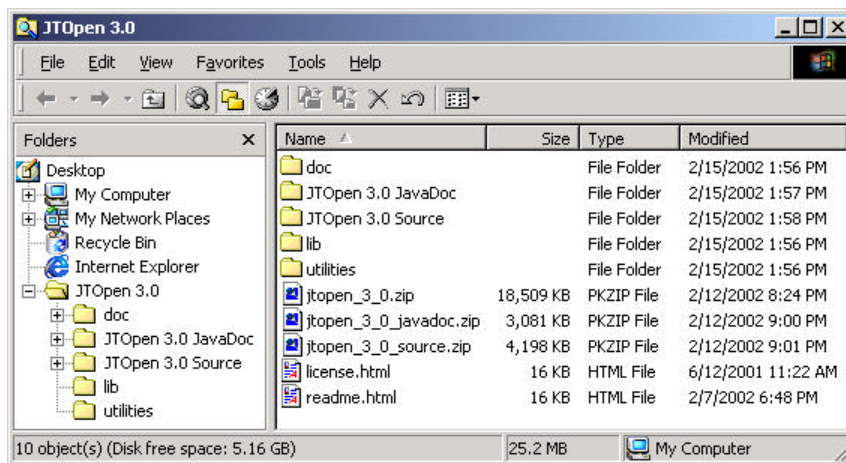 JTOpen 3.0
File Edit View Favorites Tools Help
Folders
Desktop
My Computer
My Network Places
Recycle Bin
Internet Explorer
JTOpen 3.0
doc
JTOpen 3.0 JavaDoc
JTOpen 3.0 Source
lib
utilities
Name Size Type Modified
doc File Folder 2/15/2002 1:56 PM
JTOpen 3.0 JavaDoc File Folder 2/15/2002 1:57 PM
JTOpen 3.0 Source File Folder 2/15/2002 1:58 PM
lib File Folder 2/15/2002 1:56 PM
utilities File Folder 2/15/2002 1:56 PM
jtopen_3_0.zip 18,509 KB PKZIP File 2/12/2002 8:24 PM
jtopen_3_0_javadoc.zip 3,081 KB PKZIP File 2/12/2002 9:00 PM
jtopen_3_0_source.zip 4,198 KB PKZIP File 2/12/2002 9:01 PM
license.html 16 KB HTML File 6/12/2001 11:22 AM
readme.html 16 KB HTML File 2/7/2002 6:48 PM
10 object(s) (Disk free space: 5.16 GB) 25.2 MB My Computer